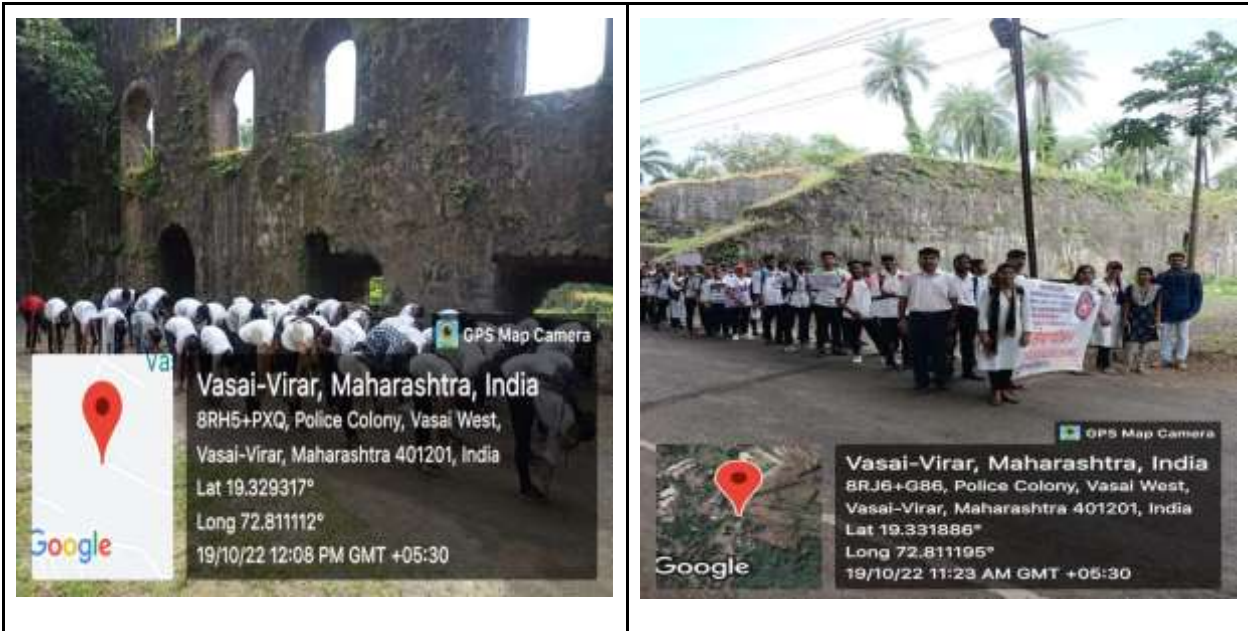 GPS Map Camera
Va
Vasai-Virar, Maharashtra, India
8RH5+PXQ, Police Colony, Vasai West,
Vasai-Virar, Maharashtra 401201, India
Lat 19.329317°
Long 72.811112°
19/10/22 12:08 PM GMT +05:30
Google
GPS Map Camera
Vasai-Virar, Maharashtra, India
8RJ6+G86, Police Colony, Vasai West,
Vasai-Virar, Maharashtra 401201, India
Lat 19.331886°
Long 72.811195°
19/10/22 11:23 AM GMT +05:30
Google